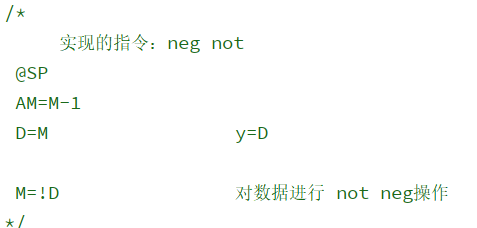 /*
实现的指令：neg not
@SP
AM=M-1
D=M y=D
M=!D 对数据进行 not neg操作
*/